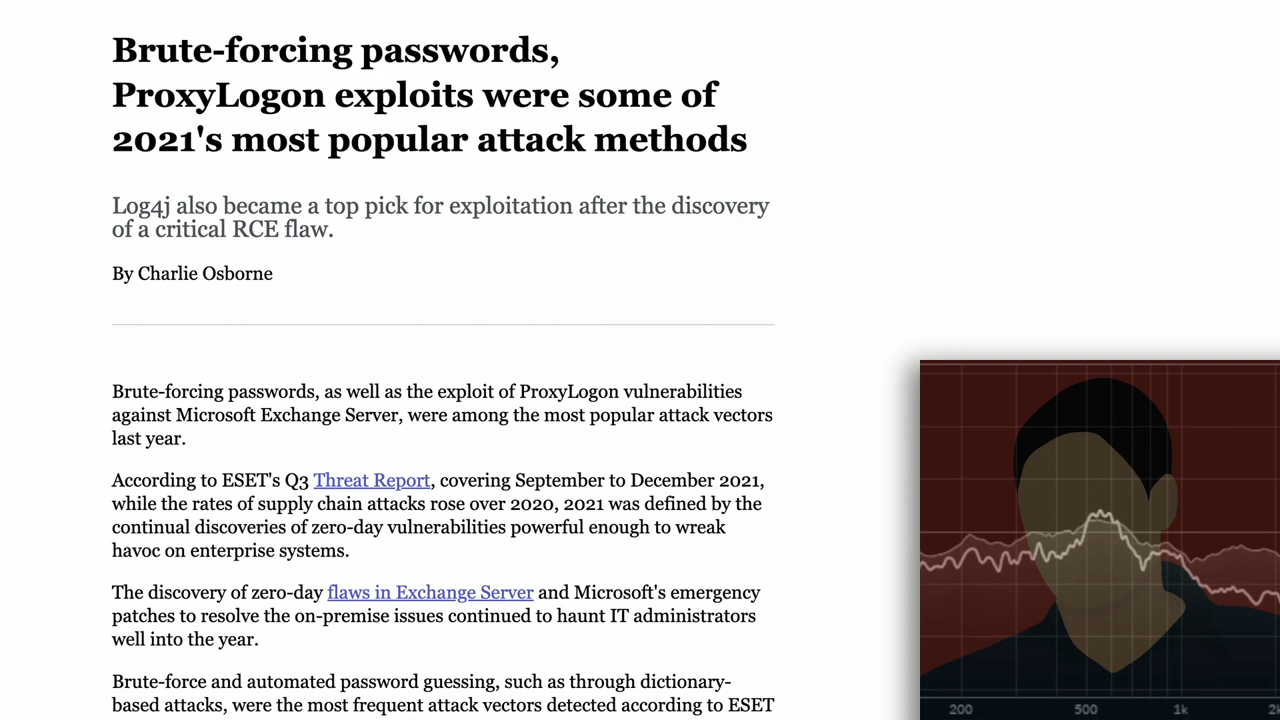 Brute-forcing passwords,
ProxyLogon exploits were some of
2021's most popular attack methods
Log4j also became a top pick for exploitation after the discovery
of a critical RCE flaw.
By Charlie Osborne
Brute-forcing passwords, as well as the exploit of ProxyLogon vulnerabilities
against Microsoft Exchange Server, were among the most popular attack vectors
last year.
According to ESET's Q3 Threat Report, covering September to December 2021,
while the rates of supply chain attacks rose over 2020, 2021 was defined by the
continual discoveries of zero-day vulnerabilities powerful enough to wreak
havoc on enterprise systems.
The discovery of zero-day flaws in Exchange Server and Microsoft's emergency
patches to resolve the on-premise issues continued to haunt IT administrators
well into the year.
Brute-force and automated password guessing, such as through dictionary-
based attacks, were the most frequent attack vectors detected according to ESET
200 500 1k